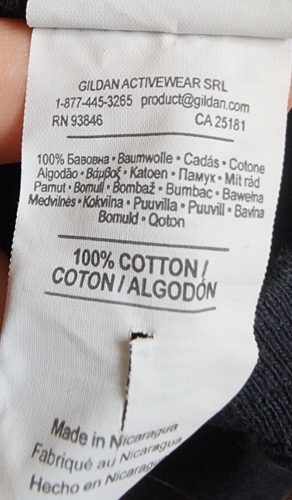 GILDAN ACTIVEWEAR SRL
1-877-445-3265 product@gildan.com
RN 93846 CA 25181
100% Бавовна • Baumwolle • Cadás • Cotone
Algodão • Βάμβαξ • Katoen • Памук • Mit rád
Pamut • Bomull • Bombaž • Bumbac • Bawełna
Medvilnės • Kokvilna • Puuvilla • Puuvill • Bavlna
Bomuld • Qoton
100% COTTON /
COTON / ALGODÓN
Made in Nicaragua
Fabriqué au Nicaragua
Hecho en Nicaragua